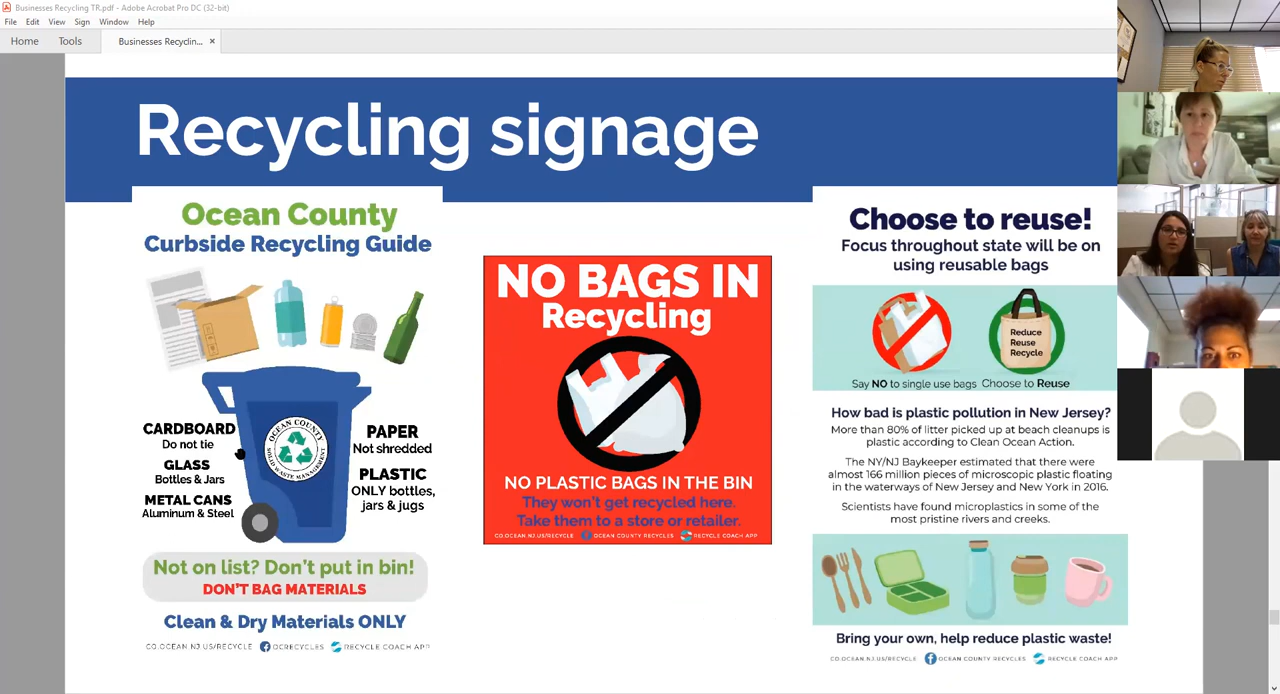 Businesses Recycling TR.pdf - Adobe Acrobat Pro DC (32-bit)
File Edit View Sign Window Help
Home Tools Businesses Recyclin... ×
Recycling signage
Ocean County
Curbside Recycling Guide
CARDBOARD
Do not tie
GLASS
Bottles & Jars
METAL CANS
Aluminum & Steel
OCEAN COUNTY
SOLID WASTE MANAGEMENT
PAPER
Not shredded
PLASTIC
ONLY bottles,
jars & jugs
Not on list? Don't put in bin!
DON'T BAG MATERIALS
Clean & Dry Materials ONLY
CO.OCEAN.NJ.US/RECYCLE OCRECYCLES RECYCLE COACH APP
NO BAGS IN
Recycling
NO PLASTIC BAGS IN THE BIN
They won't get recycled here.
Take them to a store or retailer.
CO.OCEAN.NJ.US/RECYCLE OCEAN COUNTY RECYCLES RECYCLE COACH APP
Choose to reuse!
Focus throughout state will be on
using reusable bags
Reduce
Reuse
Recycle
Say NO to single use bags Choose to Reuse
How bad is plastic pollution in New Jersey?
More than 80% of litter picked up at beach cleanups is
plastic according to Clean Ocean Action.
The NY/NJ Baykeeper estimated that there were
almost 166 million pieces of microscopic plastic floating
in the waterways of New Jersey and New York in 2016.
Scientists have found microplastics in some of the
most pristine rivers and creeks.
Bring your own, help reduce plastic waste!
CO.OCEAN.NJ.US/RECYCLE OCEAN COUNTY RECYCLES RECYCLE COACH APP